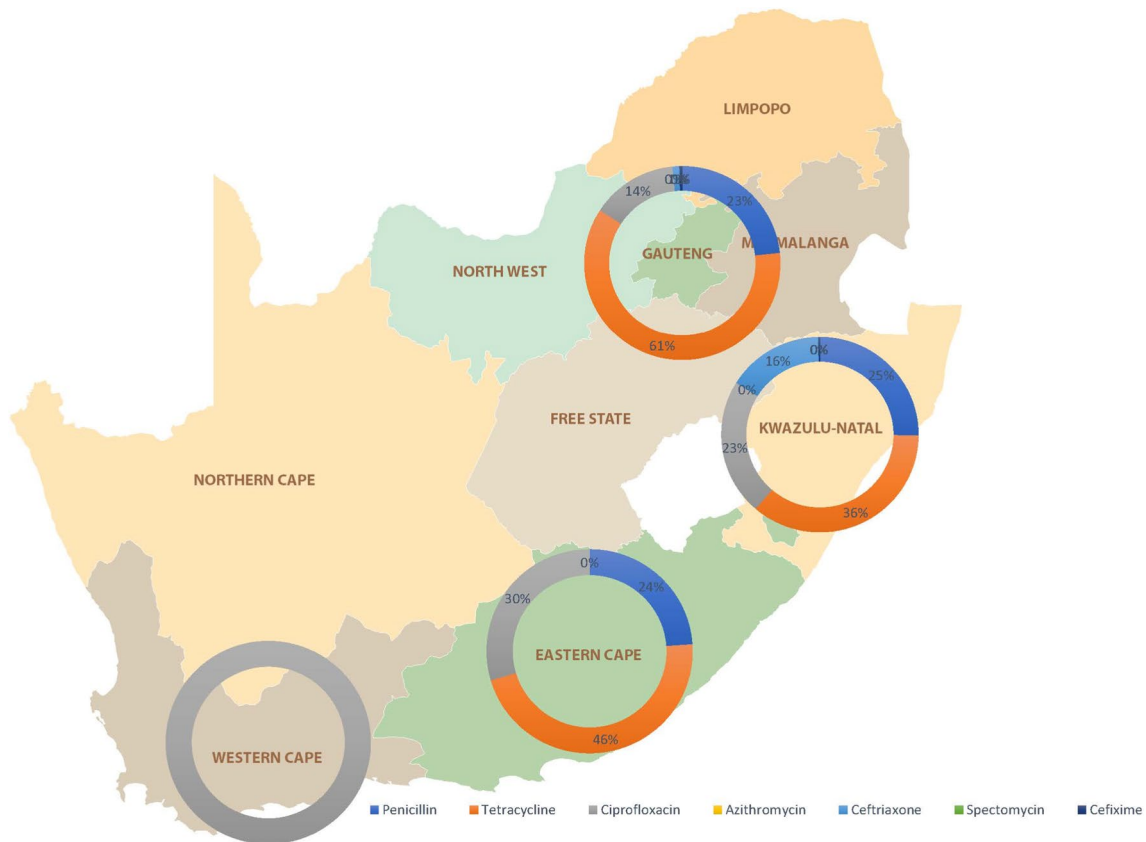 LIMPOPO
14%
23%
GAUTENG
MALANGA
NORTH WEST
61%
0%
16%
25%
0%
FREE STATE
KWAZULU-NATAL
23%
NORTHERN CAPE
36%
0%
24%
30%
EASTERN CAPE
46%
WESTERN CAPE
Penicillin Tetracycline Ciprofloxacin Azithromycin Ceftriaxone Spectomycin Cefixime